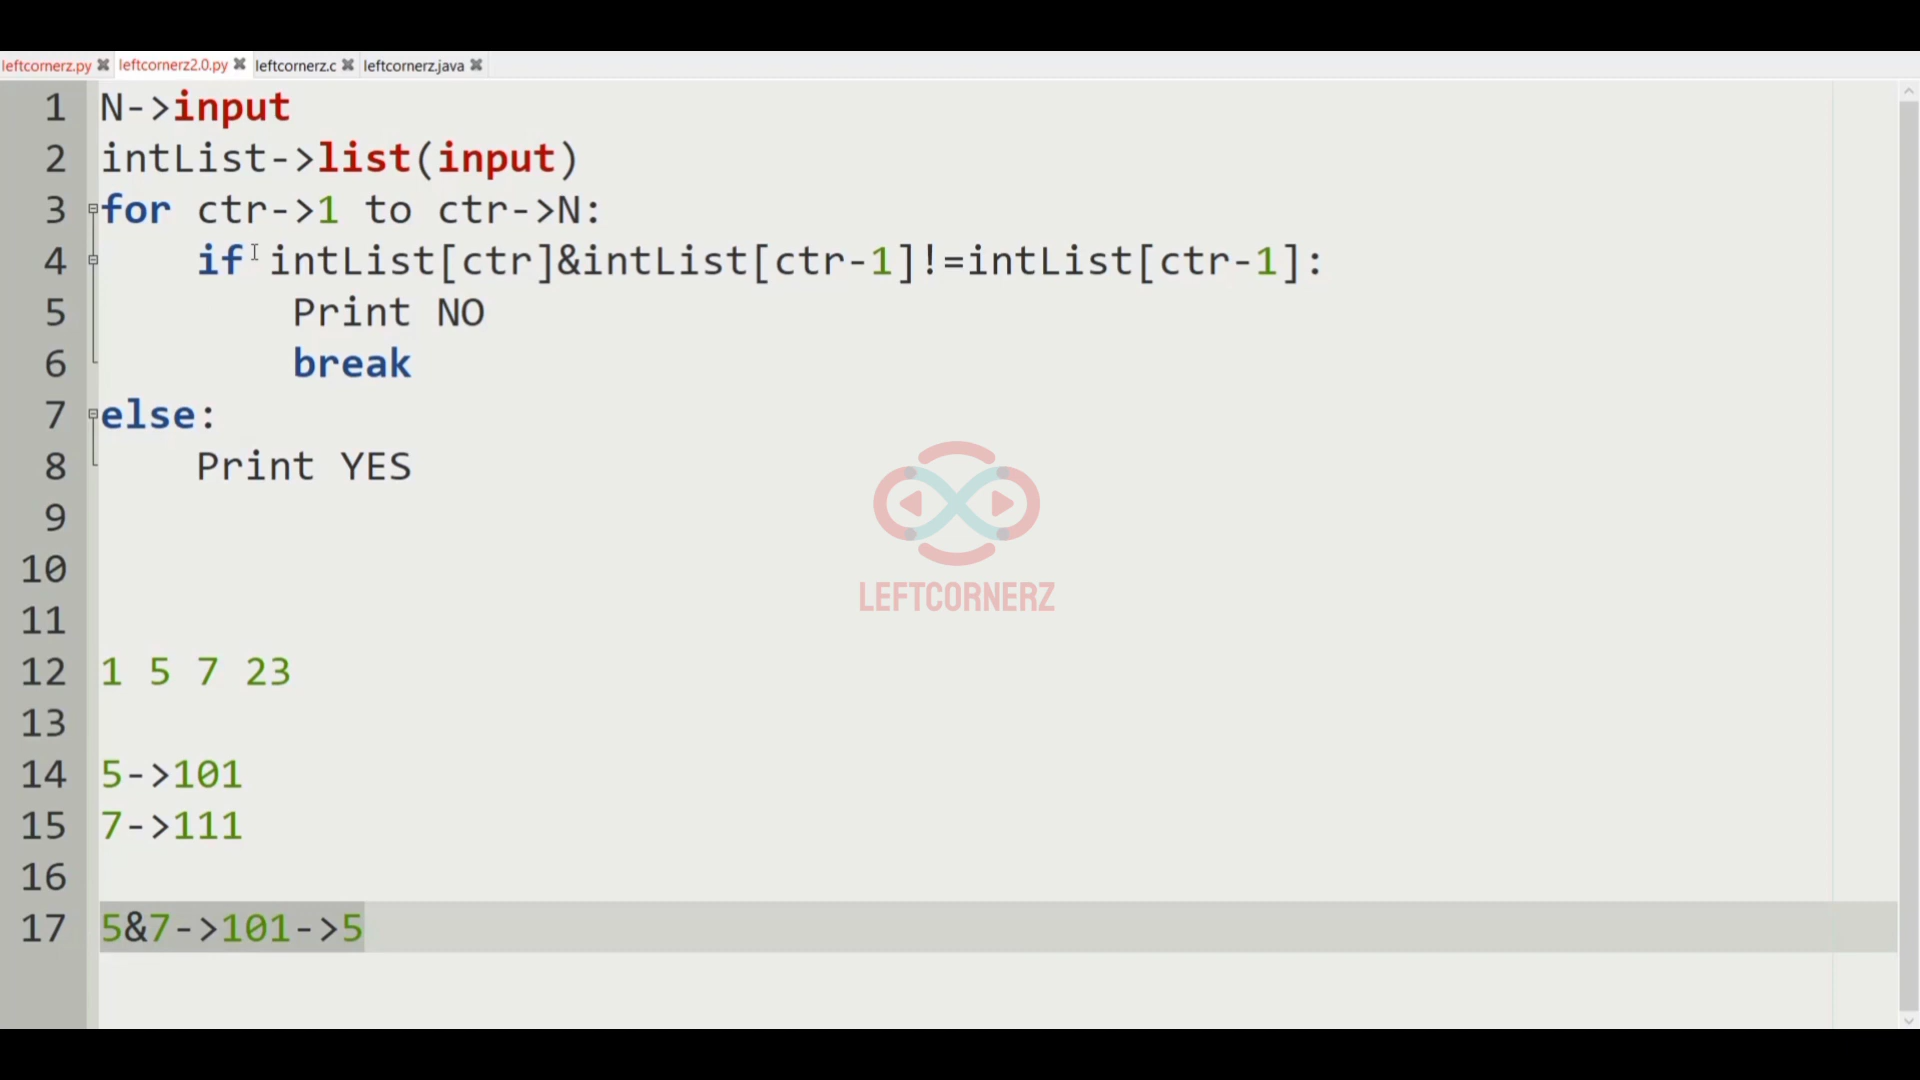 leftcornerz.py leftcornerz2.0.py leftcornerz.c leftcornerz.java
1 N->input
2 intList->list(input)
3 for ctr->1 to ctr->N:
4 if intList[ctr]&intList[ctr-1]!=intList[ctr-1]:
5 Print NO
6 break
7 else:
8 Print YES
9
10
11
12 1 5 7 23
13
14 5->101
15 7->111
16
17 5&7->101->5
LEFTCORNERZ